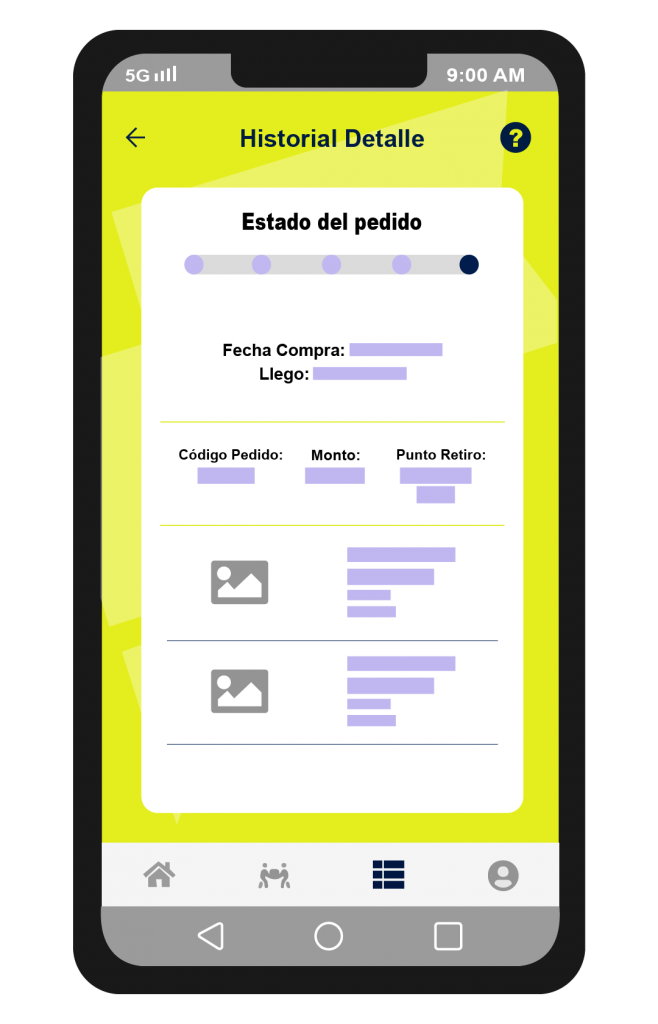 5G 9:00 AM
Historial Detalle ?
Estado del pedido
Fecha Compra:
Llego:
Código Pedido: Monto: Punto Retiro: